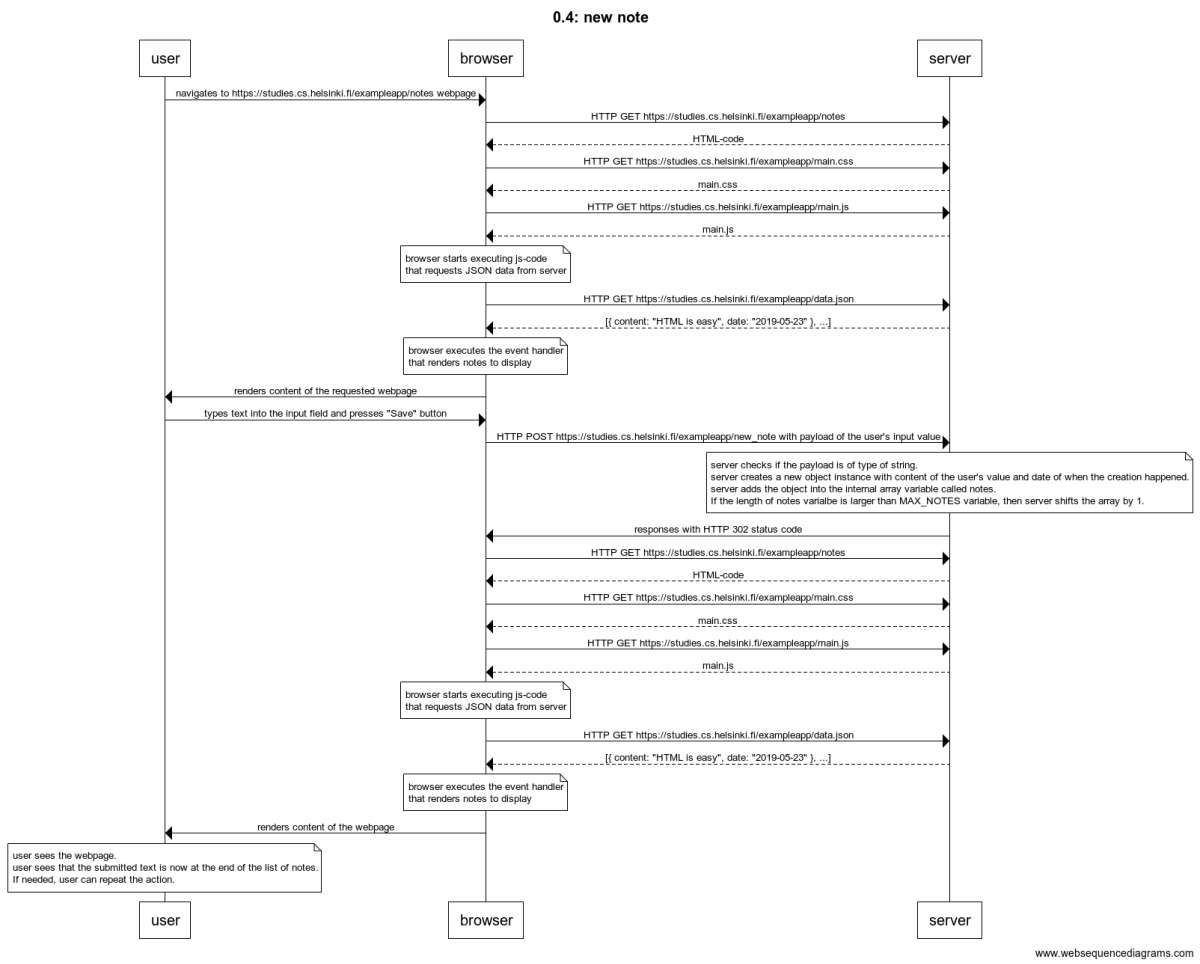 0.4: new note
user
browser
server
navigates to https://studies.cs.helsinki.fi/exampleapp/notes webpage
HTTP GET https://studies.cs.helsinki.fi/exampleapp/notes
HTML-code
HTTP GET https://studies.cs.helsinki.fi/exampleapp/main.css
main.css
HTTP GET https://studies.cs.helsinki.fi/exampleapp/main.js
main.js
browser starts executing js-code
that requests JSON data from server
HTTP GET https://studies.cs.helsinki.fi/exampleapp/data.json
[{ content: "HTML is easy", date: "2019-05-23" }, ...]
browser executes the event handler
that renders notes to display
renders content of the requested webpage
types text into the input field and presses "Save" button
HTTP POST https://studies.cs.helsinki.fi/exampleapp/new_note with payload of the user's input value
server checks if the payload is of type of string.
server creates a new object instance with content of the user's value and date of when the creation happened.
server adds the object into the internal array variable called notes.
If the length of notes varialbe is larger than MAX_NOTES variable, then server shifts the array by 1.
responses with HTTP 302 status code
HTTP GET https://studies.cs.helsinki.fi/exampleapp/notes
HTML-code
HTTP GET https://studies.cs.helsinki.fi/exampleapp/main.css
main.css
HTTP GET https://studies.cs.helsinki.fi/exampleapp/main.js
main.js
browser starts executing js-code
that requests JSON data from server
HTTP GET https://studies.cs.helsinki.fi/exampleapp/data.json
[{ content: "HTML is easy", date: "2019-05-23" }, ...]
browser executes the event handler
that renders notes to display
renders content of the webpage
user sees the webpage.
user sees that the submitted text is now at the end of the list of notes.
If needed, user can repeat the action.
user
browser
server
www.websequencediagrams.com